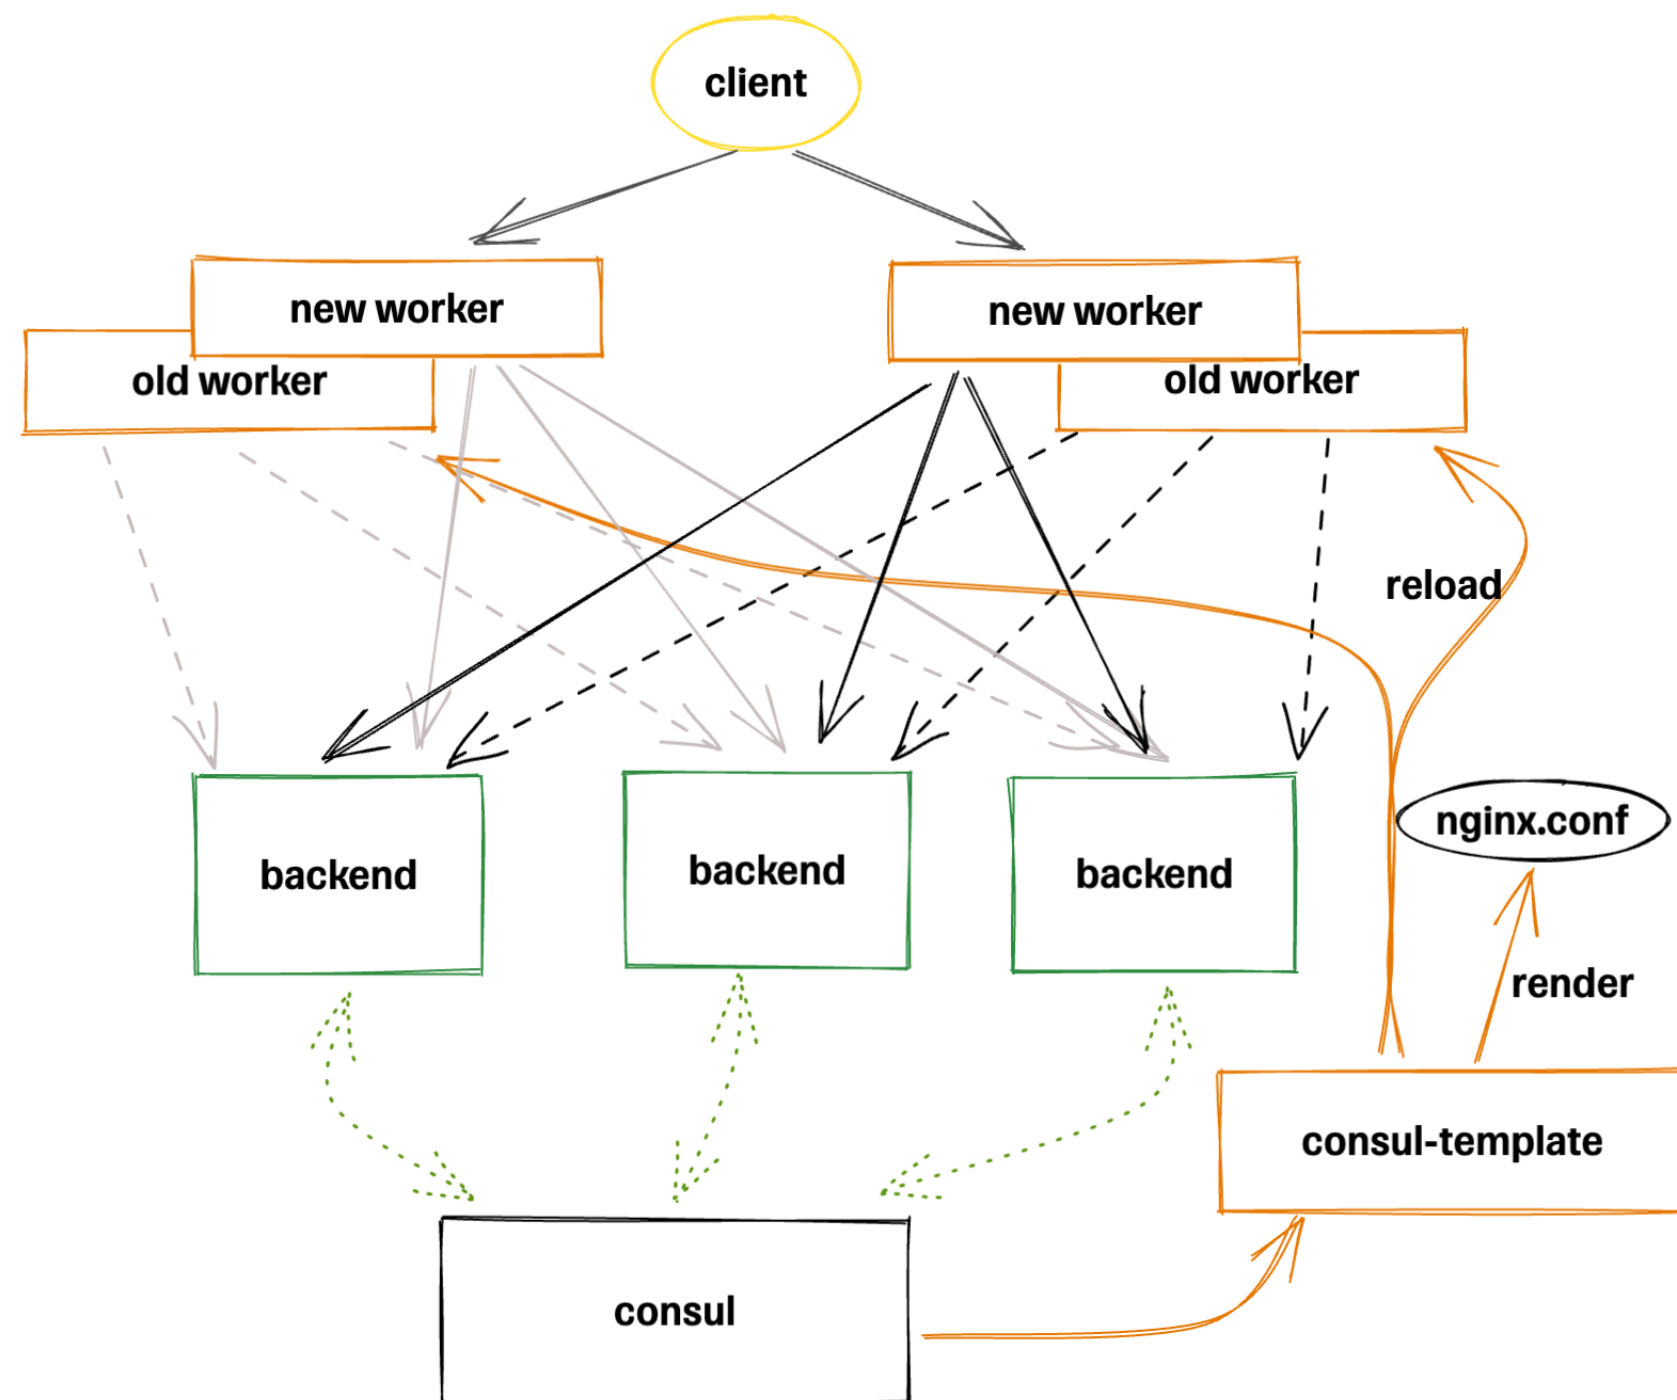 client
new worker
new worker
old worker
old worker
reload
nginx.conf
backend
backend
backend
render
consul-template
consul